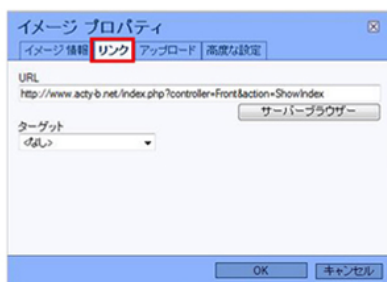 イメージ プロパティ
イメージ 情報 リンク アップロード 高度な設定
URL
http://www.acty-b.net/index.php?controller=Front&action=ShowIndex
サーバーブラウザー
ターゲット
<なし>
OK キャンセル